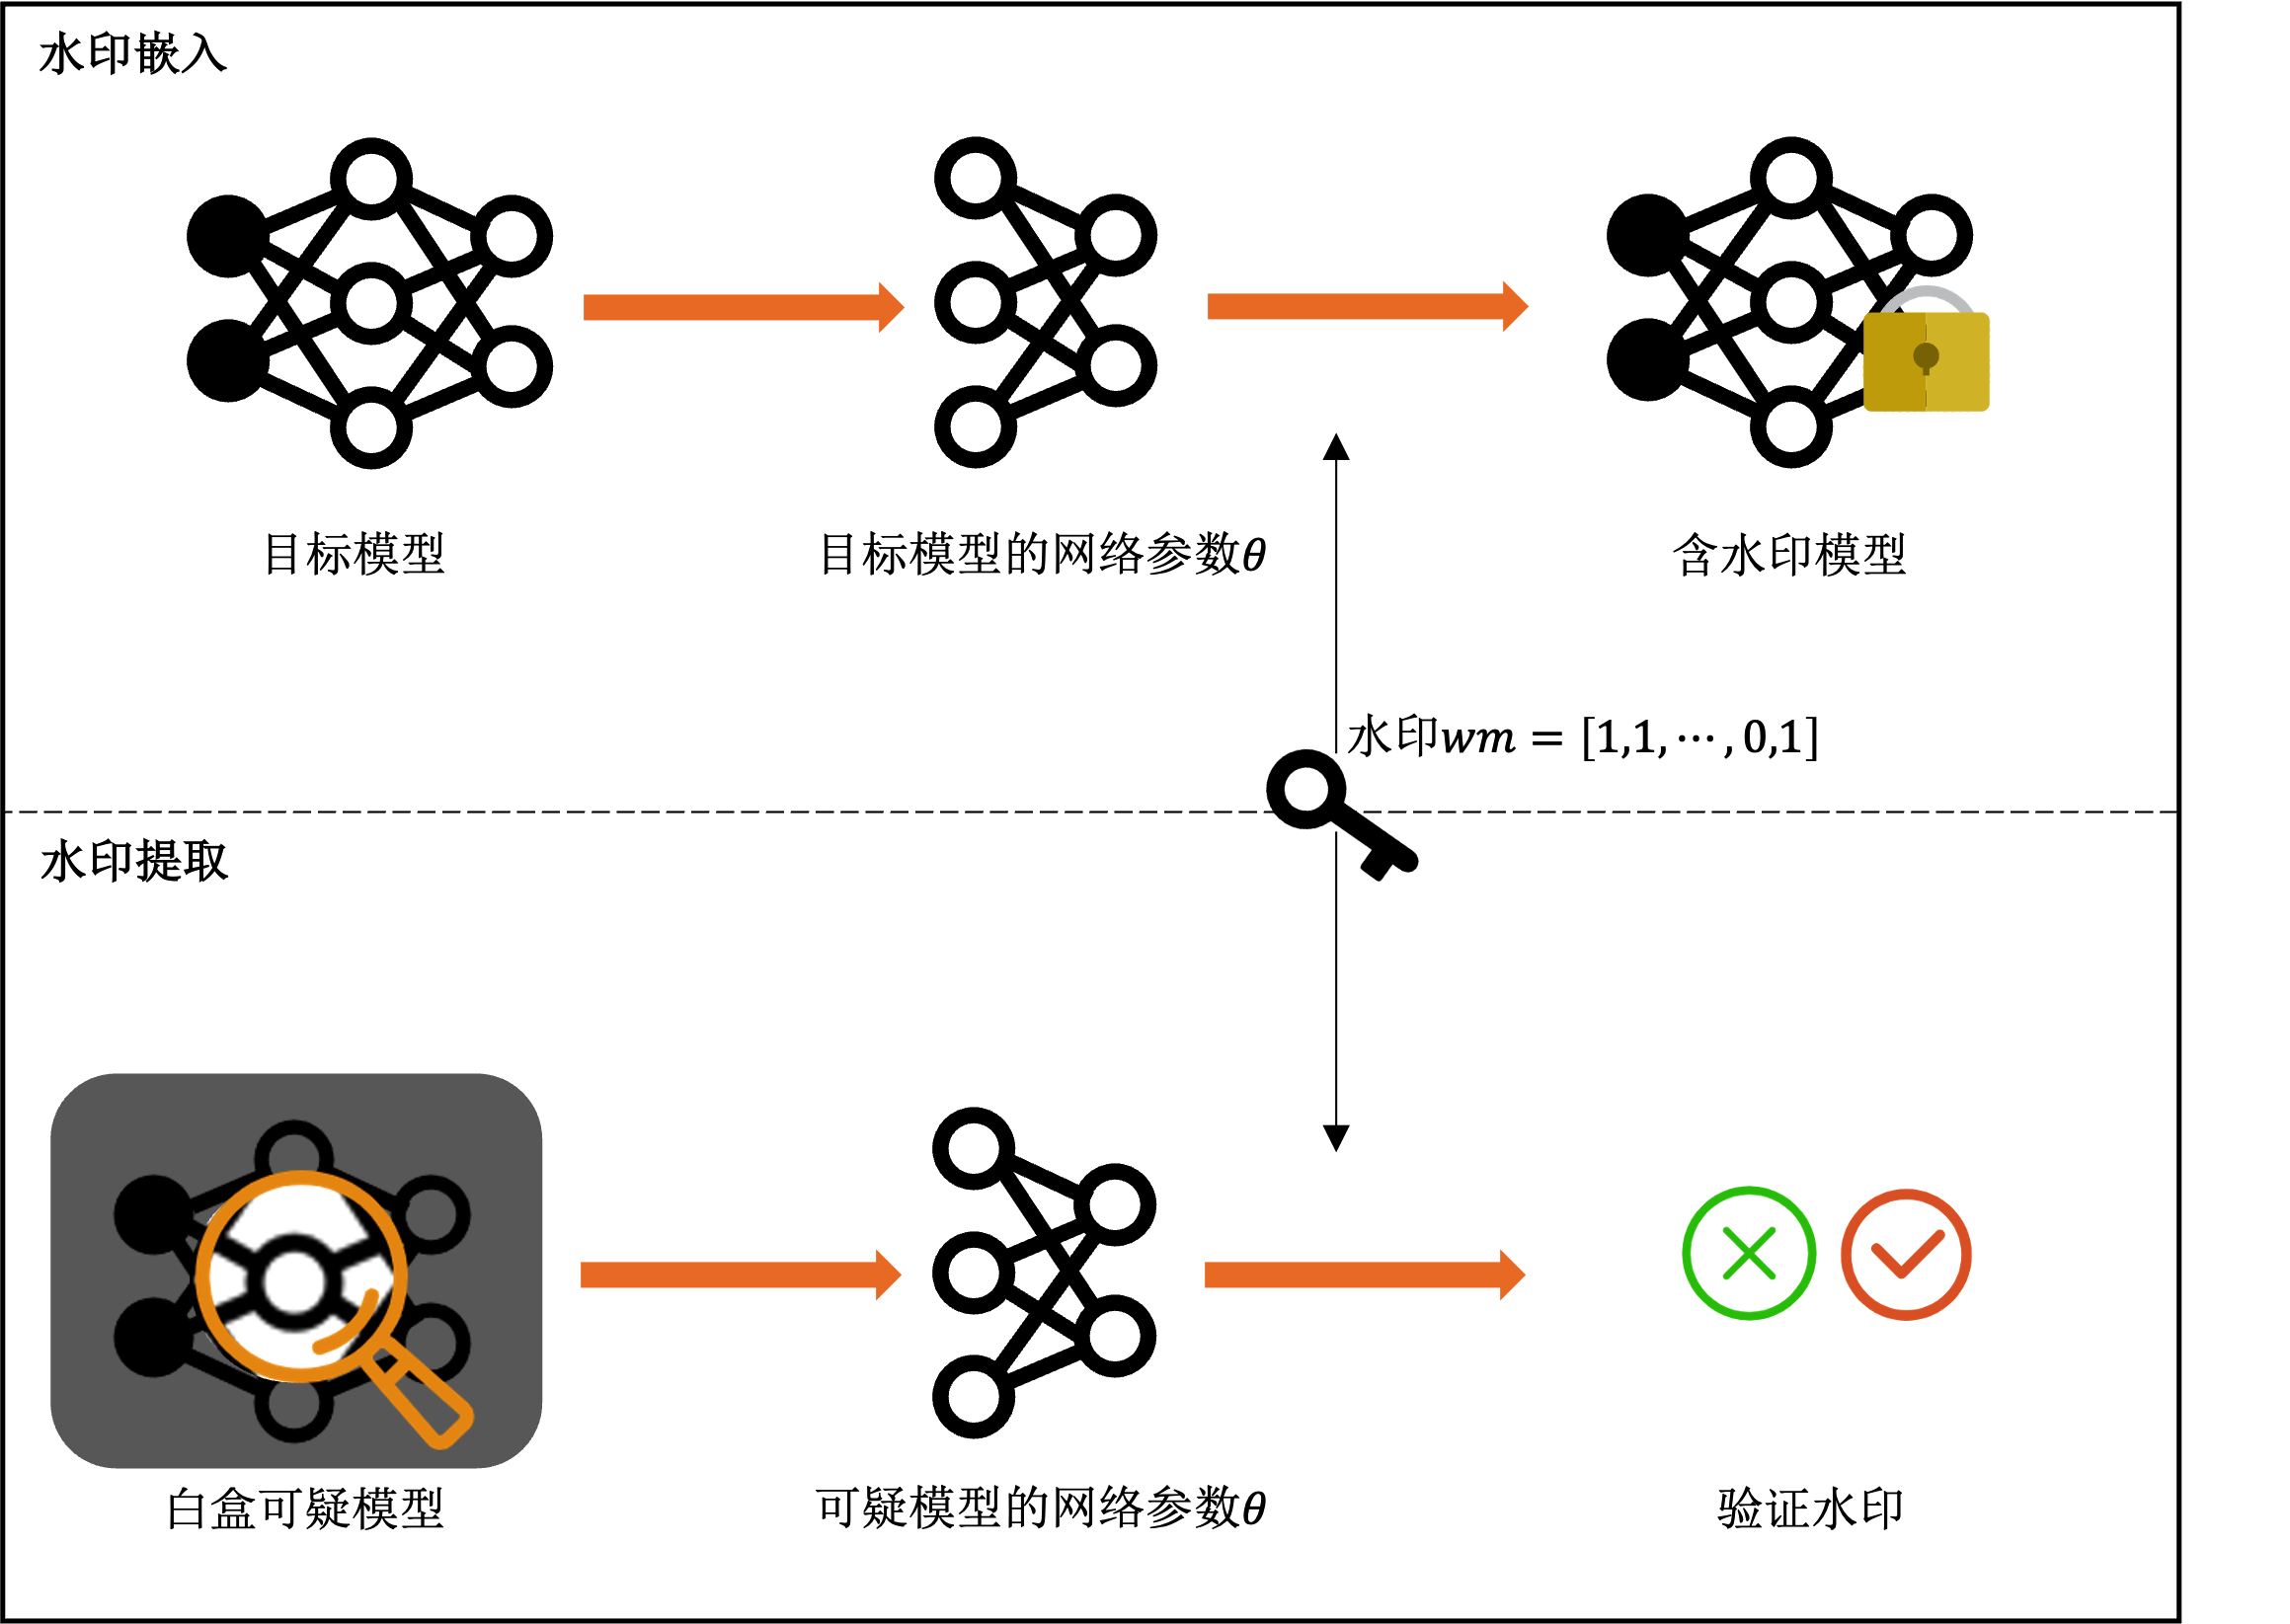 水印嵌入
目标模型
目标模型的网络参数θ
含水印模型
水印wm = [1,1, ⋯ , 0,1]
水印提取
白盒可疑模型
可疑模型的网络参数θ
验证水印